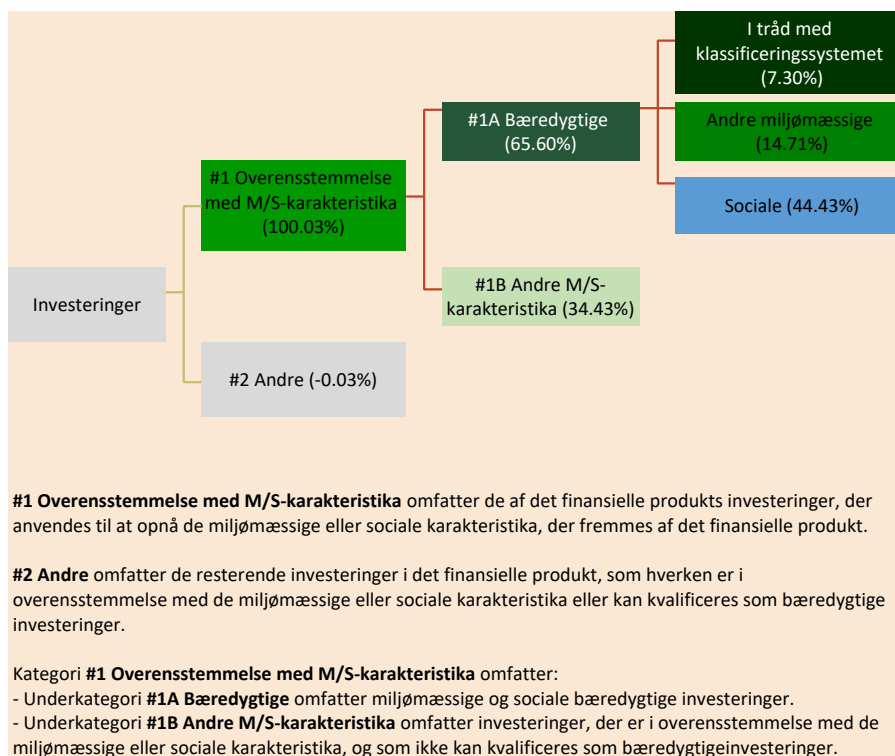 I tråd med
klassificeringssystemet
(7.30%)
#1A Bæredygtige
(65.60%)
Andre miljømæssige
(14.71%)
#1 Overensstemmelse
med M/S-karakteristika
(100.03%)
Sociale (44.43%)
Investeringer
#1B Andre M/S-
karakteristika (34.43%)
#2 Andre (-0.03%)
#1 Overensstemmelse med M/S-karakteristika omfatter de af det finansielle produkts investeringer, der
anvendes til at opnå de miljømæssige eller sociale karakteristika, der fremmes af det finansielle produkt.
#2 Andre omfatter de resterende investeringer i det finansielle produkt, som hverken er i
overensstemmelse med de miljømæssige eller sociale karakteristika eller kan kvalificeres som bæredygtige
investeringer.
Kategori #1 Overensstemmelse med M/S-karakteristika omfatter:
- Underkategori #1A Bæredygtige omfatter miljømæssige og sociale bæredygtige investeringer.
- Underkategori #1B Andre M/S-karakteristika omfatter investeringer, der er i overensstemmelse med de
miljømæssige eller sociale karakteristika, og som ikke kan kvalificeres som bæredygtigeinvesteringer.